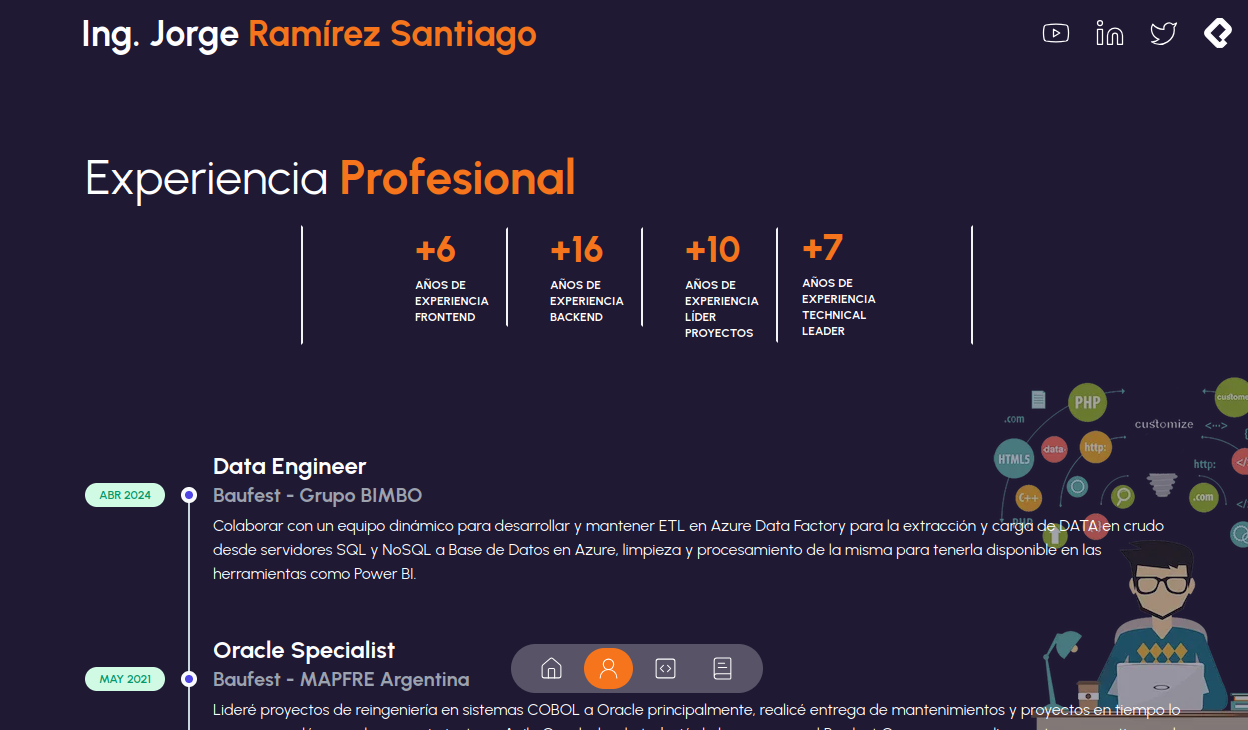 Ing. Jorge Ramírez Santiago
Experiencia Profesional
+6
AÑOS DE
EXPERIENCIA
FRONTEND
+16
AÑOS DE
EXPERIENCIA
BACKEND
+10
AÑOS DE
EXPERIENCIA
LÍDER
PROYECTOS
+7
AÑOS DE
EXPERIENCIA
TECHNICAL
LEADER
PHP
.com
customize
HTML5
data
http:
http:
C++
.com
PHP
ABR 2024
Data Engineer
Baufest - Grupo BIMBO
Colaborar con un equipo dinámico para desarrollar y mantener ETL en Azure Data Factory para la extracción y carga de DATA en crudo
desde servidores SQL y NoSQL a Base de Datos en Azure, limpieza y procesamiento de la misma para tenerla disponible en las
herramientas como Power BI.
MAY 2021
Oracle Specialist
Baufest - MAPFRE Argentina
Lideré proyectos de reingeniería en sistemas COBOL a Oracle principalmente, realicé entrega de mantenimientos y proyectos en tiempo lo